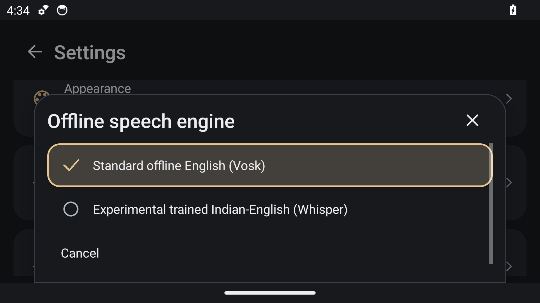 4:34
Settings
Appearance
Offline speech engine
Standard offline English (Vosk)
Experimental trained Indian-English (Whisper)
Cancel